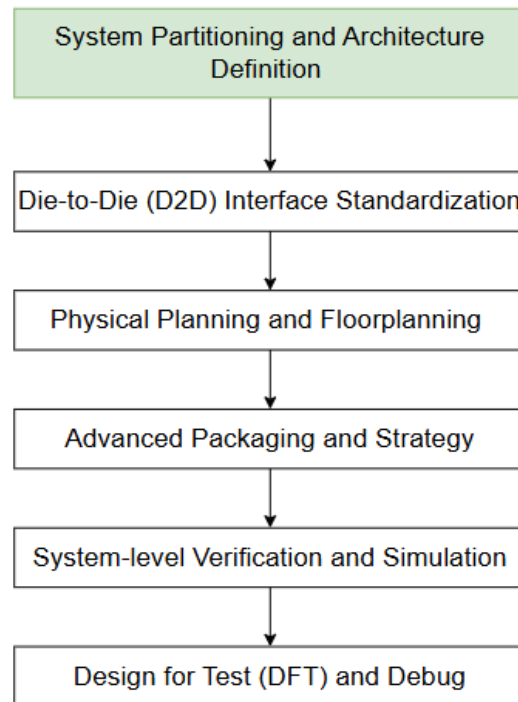 System Partitioning and Architecture
Definition
Die-to-Die (D2D) Interface Standardization
Physical Planning and Floorplanning
Advanced Packaging and Strategy
System-level Verification and Simulation
Design for Test (DFT) and Debug